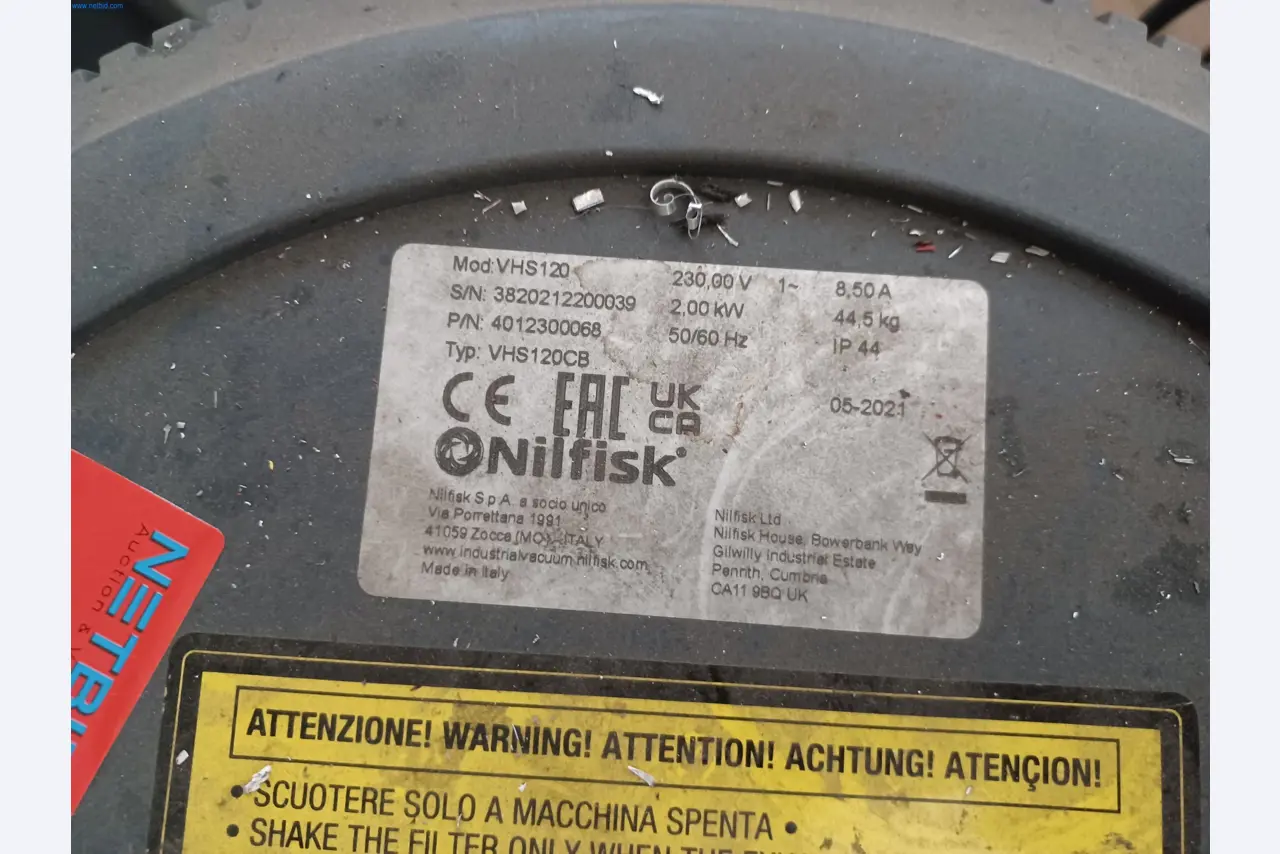 www.netbid.com
Mod: VHS120
S/N: 3820212200039
P/N: 4012300068
Typ: VHS120CB
230,00 V 1~ 8,50 A
2,00 kW 44,5 kg
50/60 Hz IP 44
05-2021
CE EAC UK
CA
Nilfisk
Nilfisk S.p.A. a socio unico
Via Porrettana 1991
41059 Zocca (MO) - ITALY
www.industrialvacuum.nilfisk.com
Made in Italy
Nilfisk Ltd
Nilfisk House, Bowerbank Way
Gilwilly Industrial Estate
Penrith, Cumbria
CA11 9BQ UK
NETBI
Auction &
ATTENZIONE! WARNING! ATTENTION! ACHTUNG! ATENÇION!
• SCUOTERE SOLO A MACCHINA SPENTA •
• SHAKE THE FILTER ONLY WHEN THE